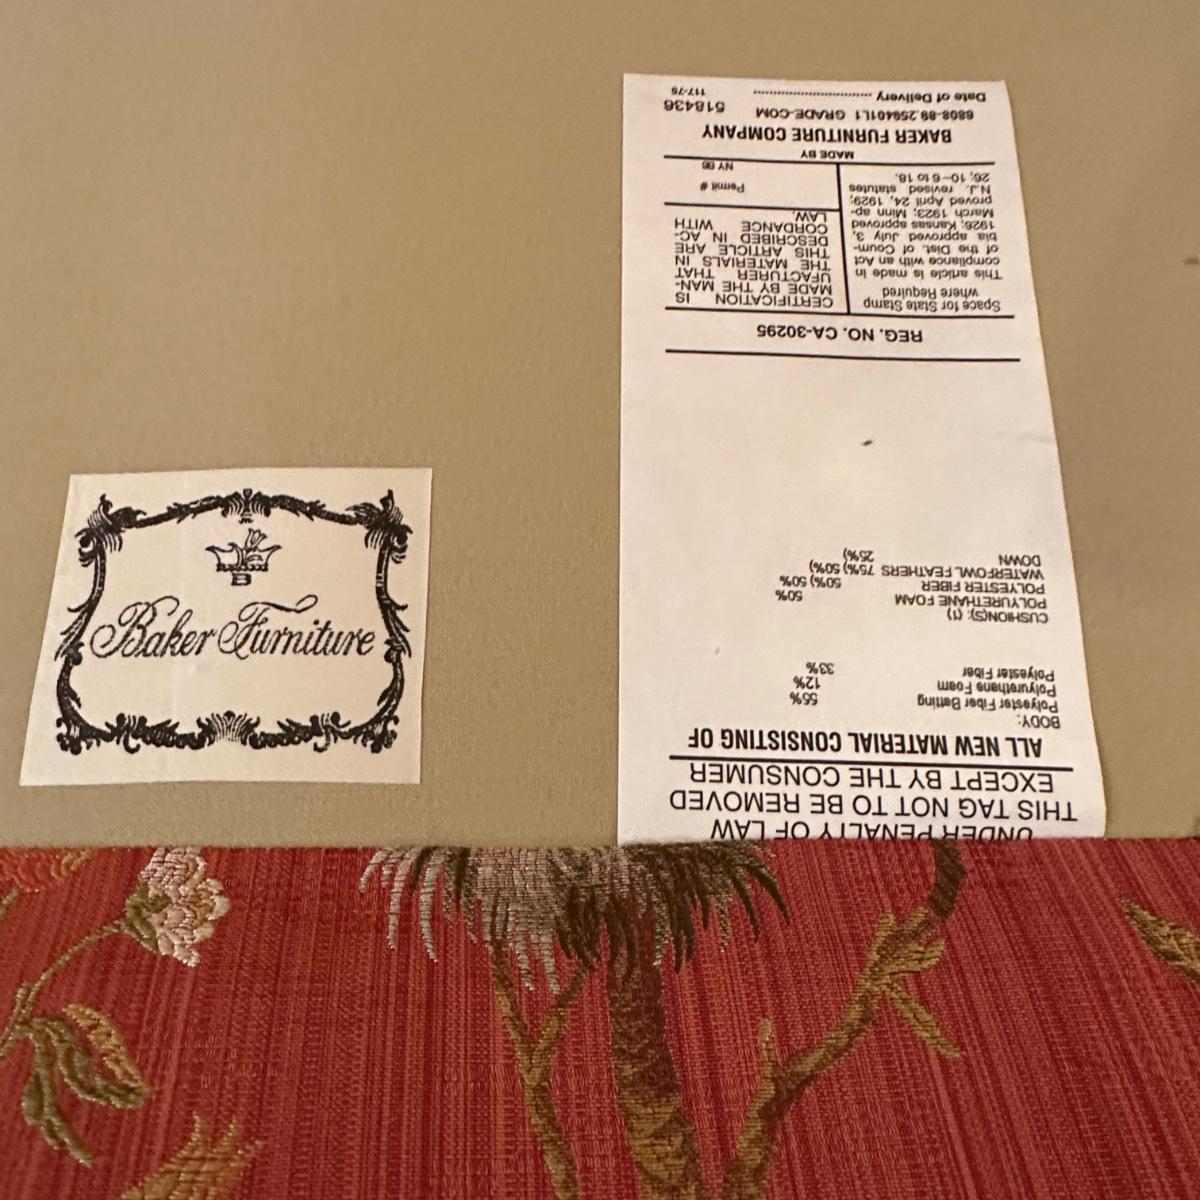 B
Baker Furniture
UNDER PENALTY OF LAW
THIS TAG NOT TO BE REMOVED
EXCEPT BY THE CONSUMER
ALL NEW MATERIAL CONSISTING OF
BODY:
Polyester Fiber Batting 55%
Polyurethane Foam 12%
Polyester Fiber 33%
CUSHION(S); (1)
POLYURETHANE FOAM 50%
POLYESTER FIBER 50%) 50%
WATERFOWL FEATHERS 75%) 50%)
DOWN 25%)
REG. NO. CA-30295
Space for State Stamp
where Required
This article is made in
compliance with an Act
of the Dist. of Coum-
bia approved July 3,
1926; Kansas approved
March 1923; Minn ap-
proved April 24, 1929;
N.J. revised statutes
26; 10-6 to 18.
CERTIFICATION IS
MADE BY THE MAN-
UFACTURER THAT
THE MATERIALS IN
THIS ARTICLE ARE
DESCRIBED IN AC-
CORDANCE WITH
LAW.
Permit #
NY BB
MADE BY
BAKER FURNITURE COMPANY
6808-89.259401L1 GRADE-COM 518436
Date of Delivery ........................ 117-75